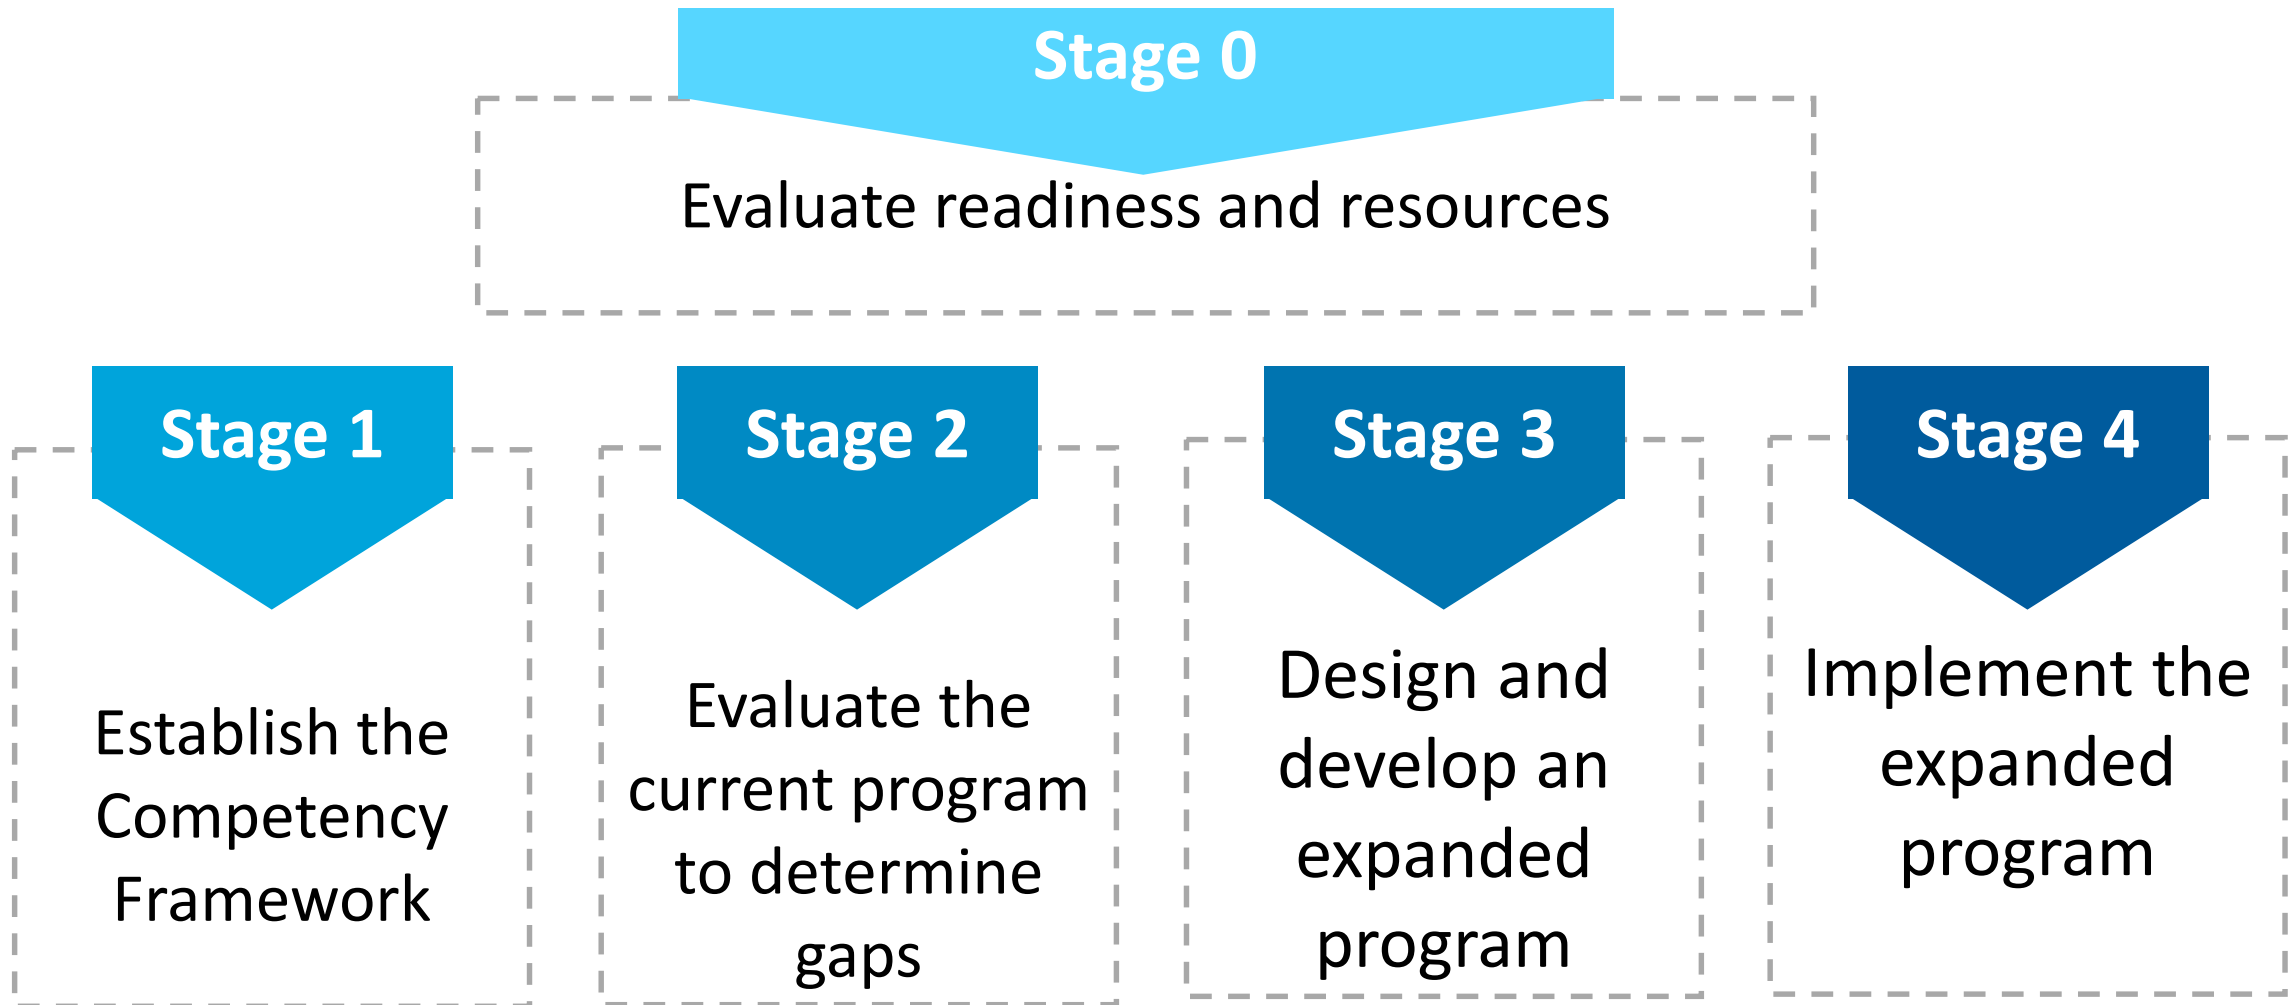 Stage 0
Evaluate readiness and resources
Stage 1
Establish the
Competency
Framework
Stage 2
Evaluate the
current program
to determine
gaps
Stage 3
Design and
develop an
expanded
program
Stage 4
Implement the
expanded
program